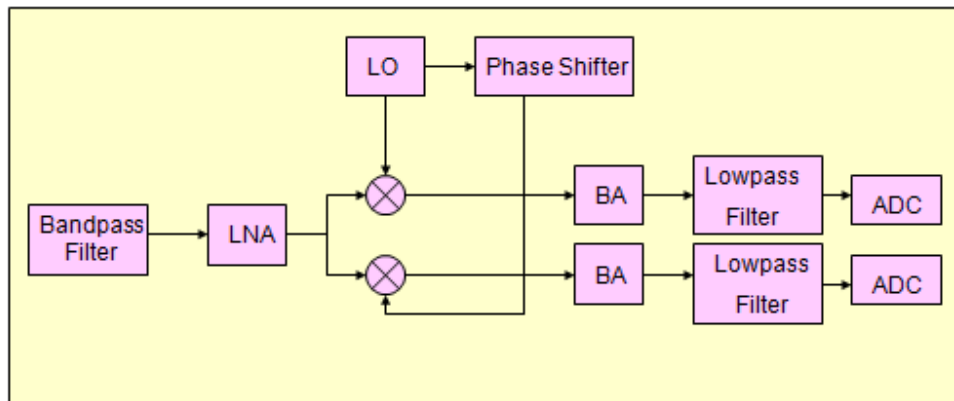 LO
Phase Shifter
Bandpass
Filter
LNA
BA
Lowpass
Filter
ADC
BA
Lowpass
Filter
ADC